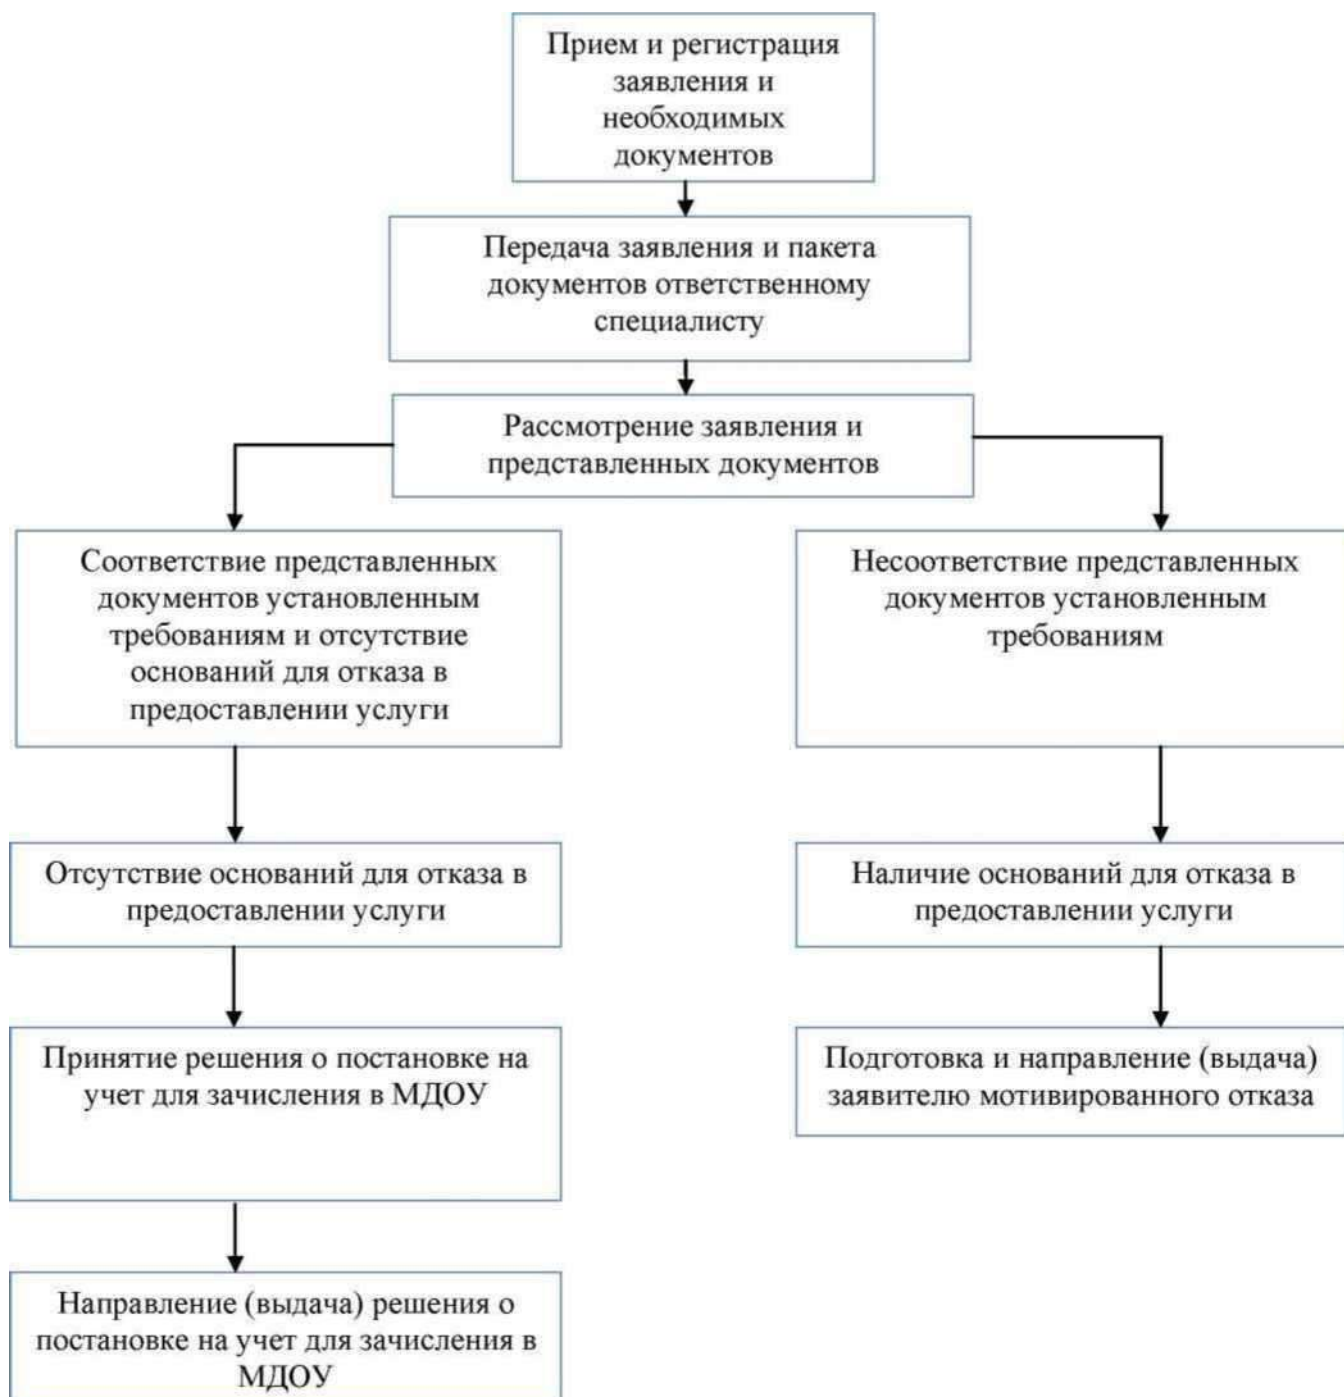 Прием и регистрация
заявления и
необходимых
документов
Передача заявления и пакета
документов ответственному
специалисту
Рассмотрение заявления и
представленных документов
Соответствие представленных
документов установленным
требованиям и отсутствие
оснований для отказа в
предоставлении услуги
Несоответствие представленных
документов установленным
требованиям
Отсутствие оснований для отказа в
предоставлении услуги
Наличие оснований для отказа в
предоставлении услуги
Принятие решения о постановке на
учет для зачисления в МДОУ
Подготовка и направление (выдача)
заявителю мотивированного отказа
Направление (выдача) решения о
постановке на учет для зачисления в
МДОУ